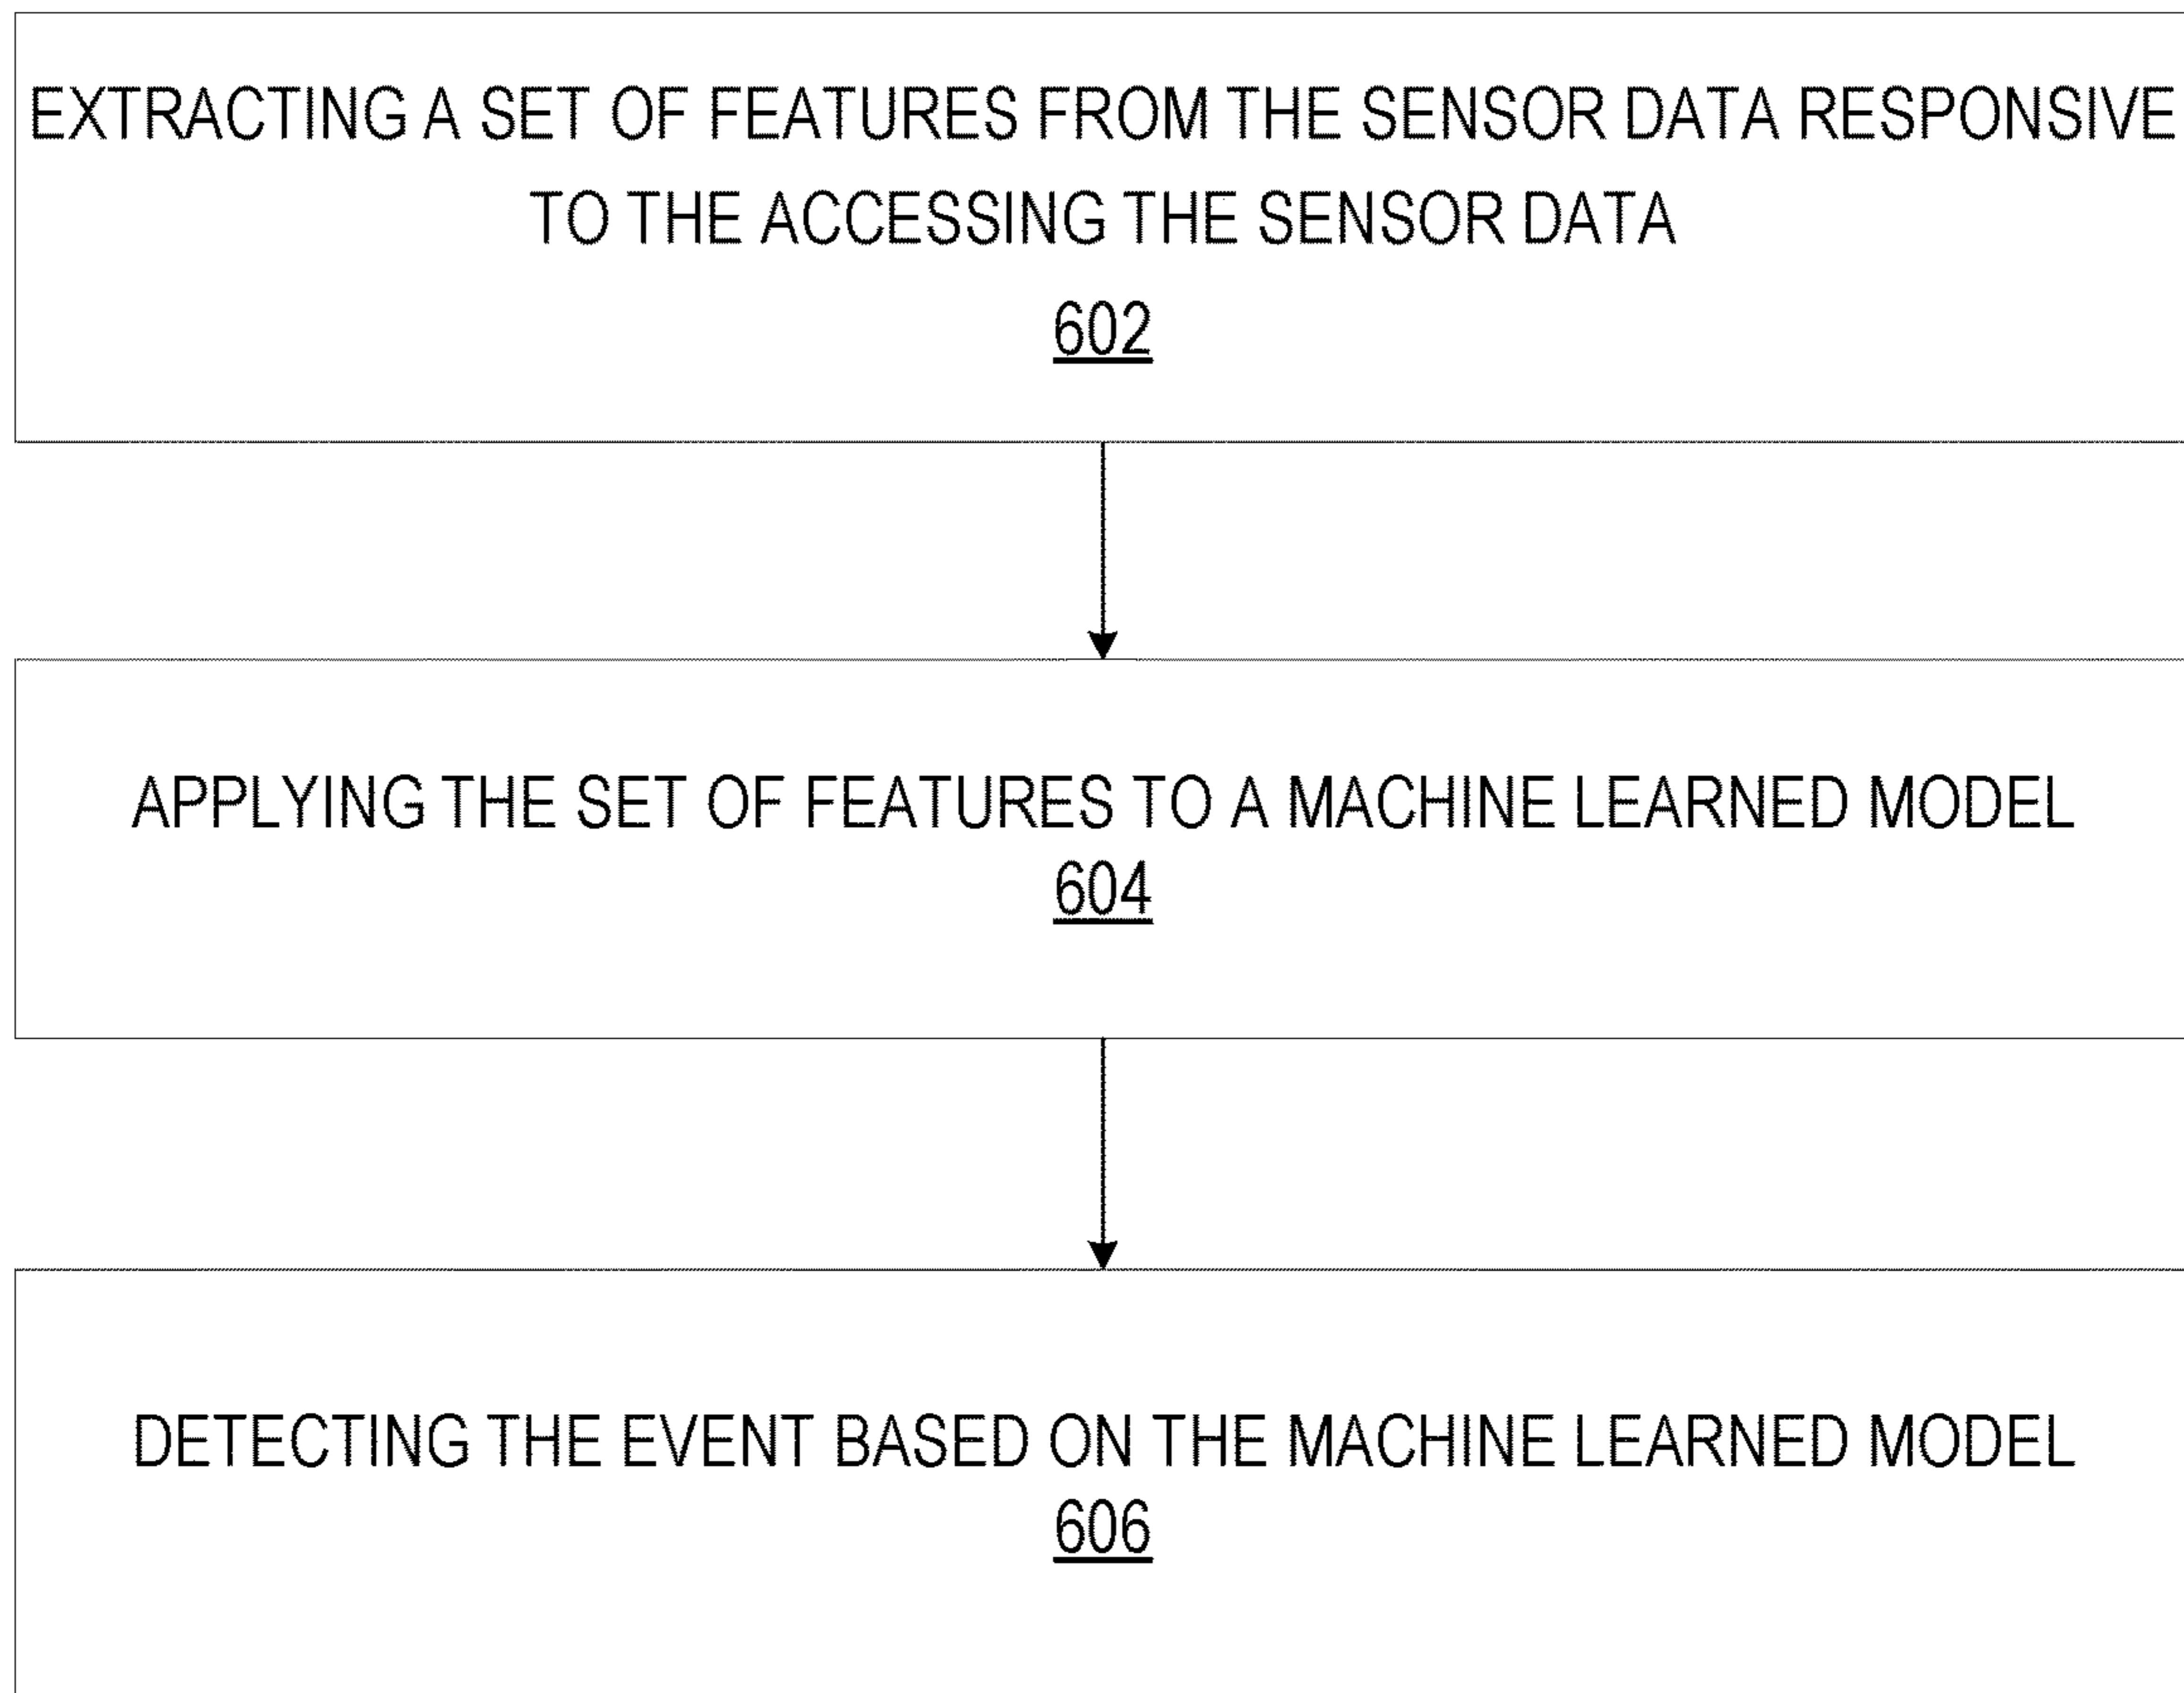 EXTRACTING A SET OF FEATURES FROM THE SENSOR DATA RESPONSIVE
TO THE ACCESSING THE SENSOR DATA
602
APPLYING THE SET OF FEATURES TO A MACHINE LEARNED MODEL
604
DETECTING THE EVENT BASED ON THE MACHINE LEARNED MODEL
606